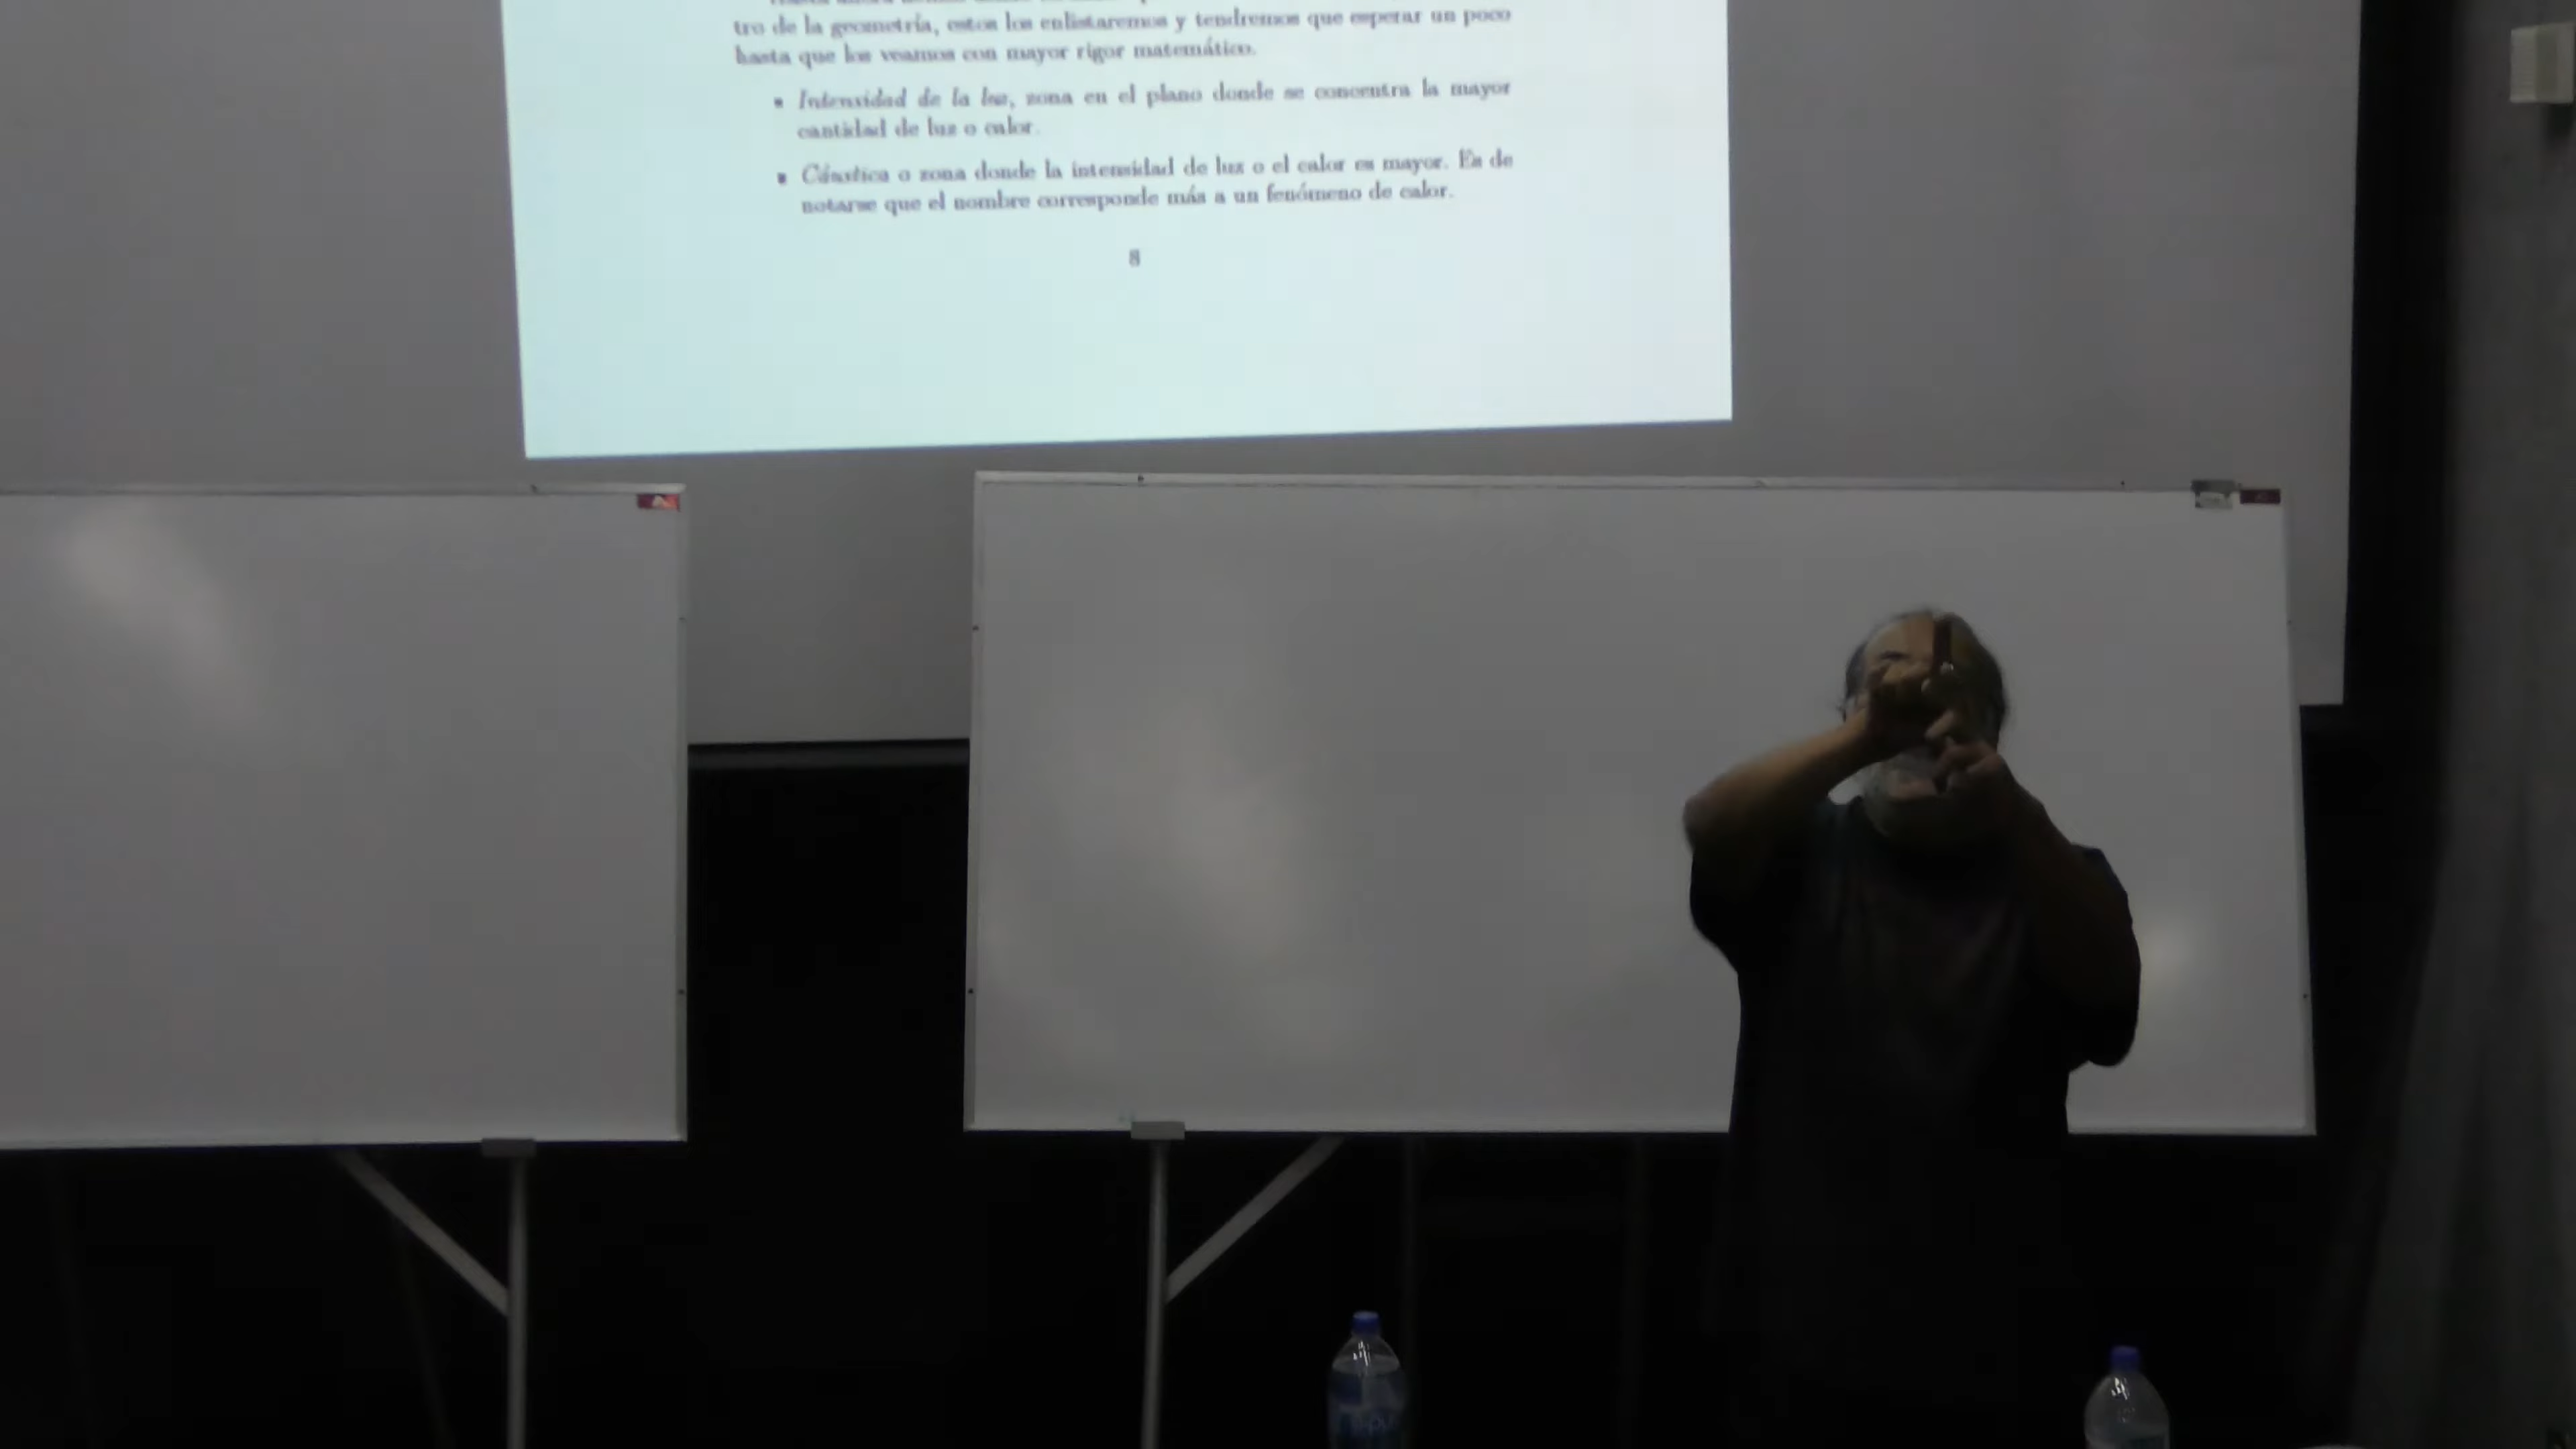 tro de la geometría, estos los enlistaremos y tendremos que esperar un poco
hasta que los veamos con mayor rigor matemático.
▪ Intensidad de la luz, zona en el plano donde se concentra la mayor
cantidad de luz o calor.
▪ Cáustica o zona donde la intensidad de luz o el calor es mayor. Es de
notarse que el nombre corresponde más a un fenómeno de calor.
8